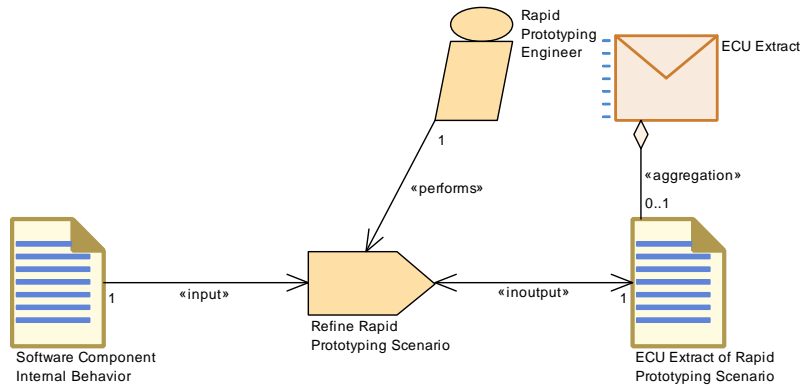 Rapid
Prototyping
Engineer
ECU Extract
1
«aggregation»
«performs»
0..1
1
«input»
«inoutput»
1
Refine Rapid
Prototyping Scenario
Software Component
Internal Behavior
ECU Extract of Rapid
Prototyping Scenario